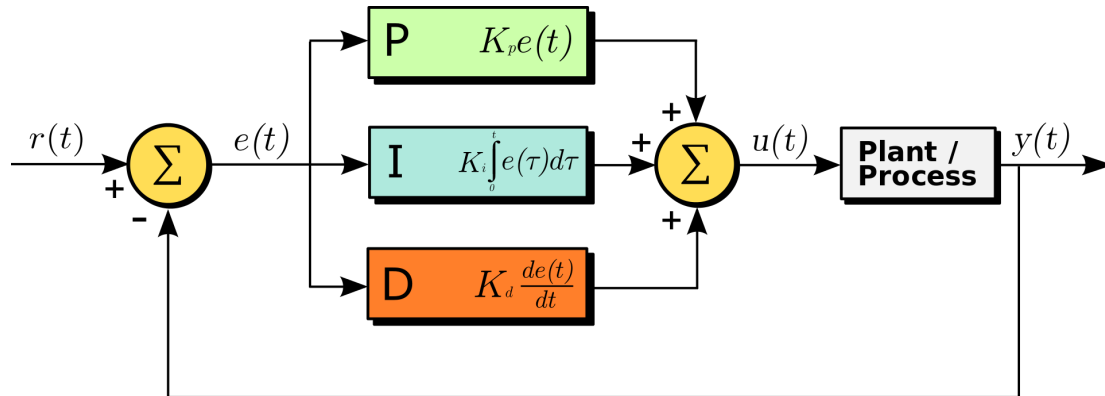 r(t)
+
-
Σ
e(t)
P K_p e(t)
I K_i ∫_0^t e(τ)dτ
D K_d de(t)/dt
+
+
+
Σ
u(t)
Plant /
Process
y(t)